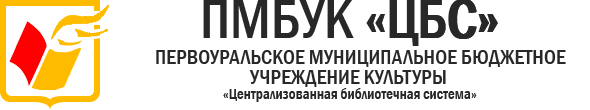 ПМБУК «ЦБС»
ПЕРВОУРАЛЬСКОЕ МУНИЦИПАЛЬНОЕ БЮДЖЕТНОЕ
УЧРЕЖДЕНИЕ КУЛЬТУРЫ
«Централизованная библиотечная система»